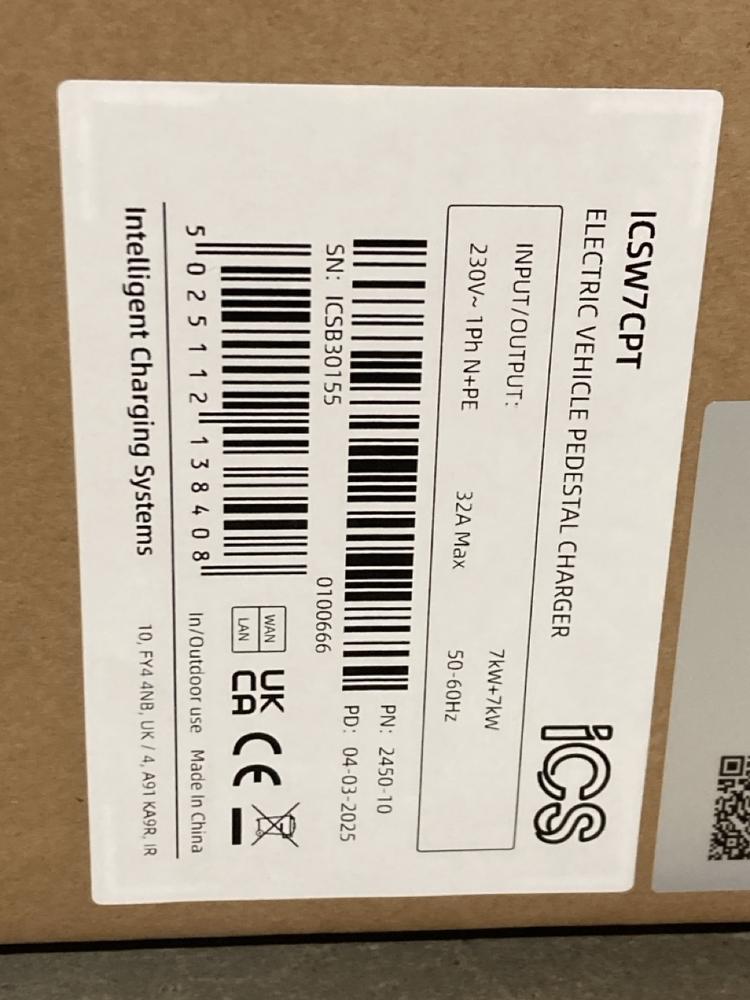 ICSW7CPT
ELECTRIC VEHICLE PEDESTAL CHARGER
ics
INPUT/OUTPUT: 7kW+7kW
230V~ 1Ph N+PE 32A Max 50-60Hz
PN: 2450-10
PD: 04-03-2025
SN: ICSB30155 0100666
WAN
LAN
UK
CA
CE
5 025112 138408
In/Outdoor use Made In China
Intelligent Charging Systems 10, FY4 4NB, UK / 4, A91 KA9R, IR